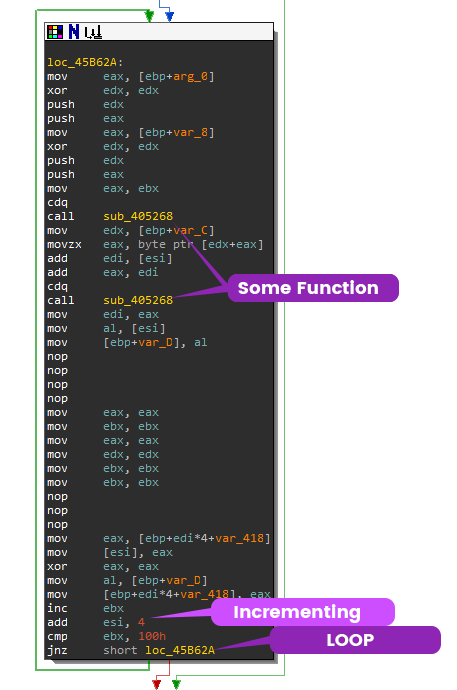 loc_45B62A:
mov eax, [ebp+arg_0]
xor edx, edx
push edx
push eax
mov eax, [ebp+var_8]
xor edx, edx
push edx
push eax
mov eax, ebx
cdq
call sub_405268
mov edx, [ebp+var_C]
movzx eax, byte ptr [edx+eax]
add edi, [esi]
add eax, edi
cdq
call sub_405268
mov edi, eax
mov al, [esi]
mov [ebp+var_D], al
nop
nop
nop
nop
mov eax, eax
mov ebx, ebx
mov eax, eax
mov edx, edx
mov ebx, ebx
mov ebx, ebx
nop
nop
nop
mov eax, [ebp+edi*4+var_418]
mov [esi], eax
xor eax, eax
mov al, [ebp+var_D]
mov [ebp+edi*4+var_418], eax
inc ebx
add esi, 4
cmp ebx, 100h
jnz short loc_45B62A
Some Function
Incrementing
LOOP